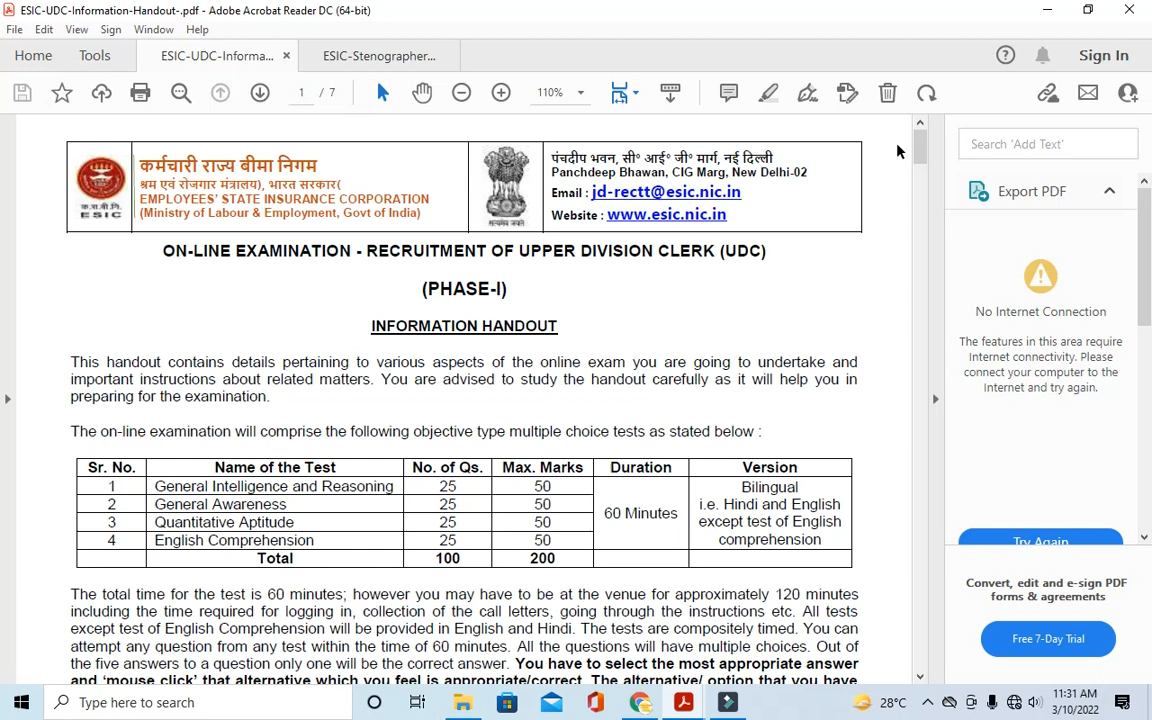 ESIC-UDC-Information-Handout-.pdf - Adobe Acrobat Reader DC (64-bit)
File Edit View Sign Window Help
Home Tools ESIC-UDC-Informa... × ESIC-Stenographer... Sign In
1 / 7 110%
कर्मचारी राज्य बीमा निगम
श्रम एवं रोजगार मंत्रालय), भारत सरकार(
EMPLOYEES' STATE INSURANCE CORPORATION
(Ministry of Labour & Employment, Govt of India)
क.रा.बी.नि.
ESIC
सत्यमेव जयते
पंचदीप भवन, सी० आई० जी० मार्ग, नई दिल्ली
Panchdeep Bhawan, CIG Marg, New Delhi-02
Email : jd-rectt@esic.nic.in
Website : www.esic.nic.in
ON-LINE EXAMINATION - RECRUITMENT OF UPPER DIVISION CLERK (UDC)
(PHASE-I)
INFORMATION HANDOUT
This handout contains details pertaining to various aspects of the online exam you are going to undertake and
important instructions about related matters. You are advised to study the handout carefully as it will help you in
preparing for the examination.
The on-line examination will comprise the following objective type multiple choice tests as stated below :
Sr. No. Name of the Test No. of Qs. Max. Marks Duration Version
1 General Intelligence and Reasoning 25 50
2 General Awareness 25 50
3 Quantitative Aptitude 25 50
4 English Comprehension 25 50
60 Minutes
Bilingual
i.e. Hindi and English
except test of English
comprehension
Total 100 200
The total time for the test is 60 minutes; however you may have to be at the venue for approximately 120 minutes
including the time required for logging in, collection of the call letters, going through the instructions etc. All tests
except test of English Comprehension will be provided in English and Hindi. The tests are compositely timed. You can
attempt any question from any test within the time of 60 minutes. All the questions will have multiple choices. Out of
the five answers to a question only one will be the correct answer. You have to select the most appropriate answer
and 'mouse click' that alternative which you feel is appropriate/correct. The alternative/ option that you have
Search 'Add Text'
Export PDF
No Internet Connection
The features in this area require
Internet connectivity. Please
connect your computer to the
Internet and try again.
Try Again
Convert, edit and e-sign PDF
forms & agreements
Free 7-Day Trial
Type here to search
28°C
11:31 AM
3/10/2022